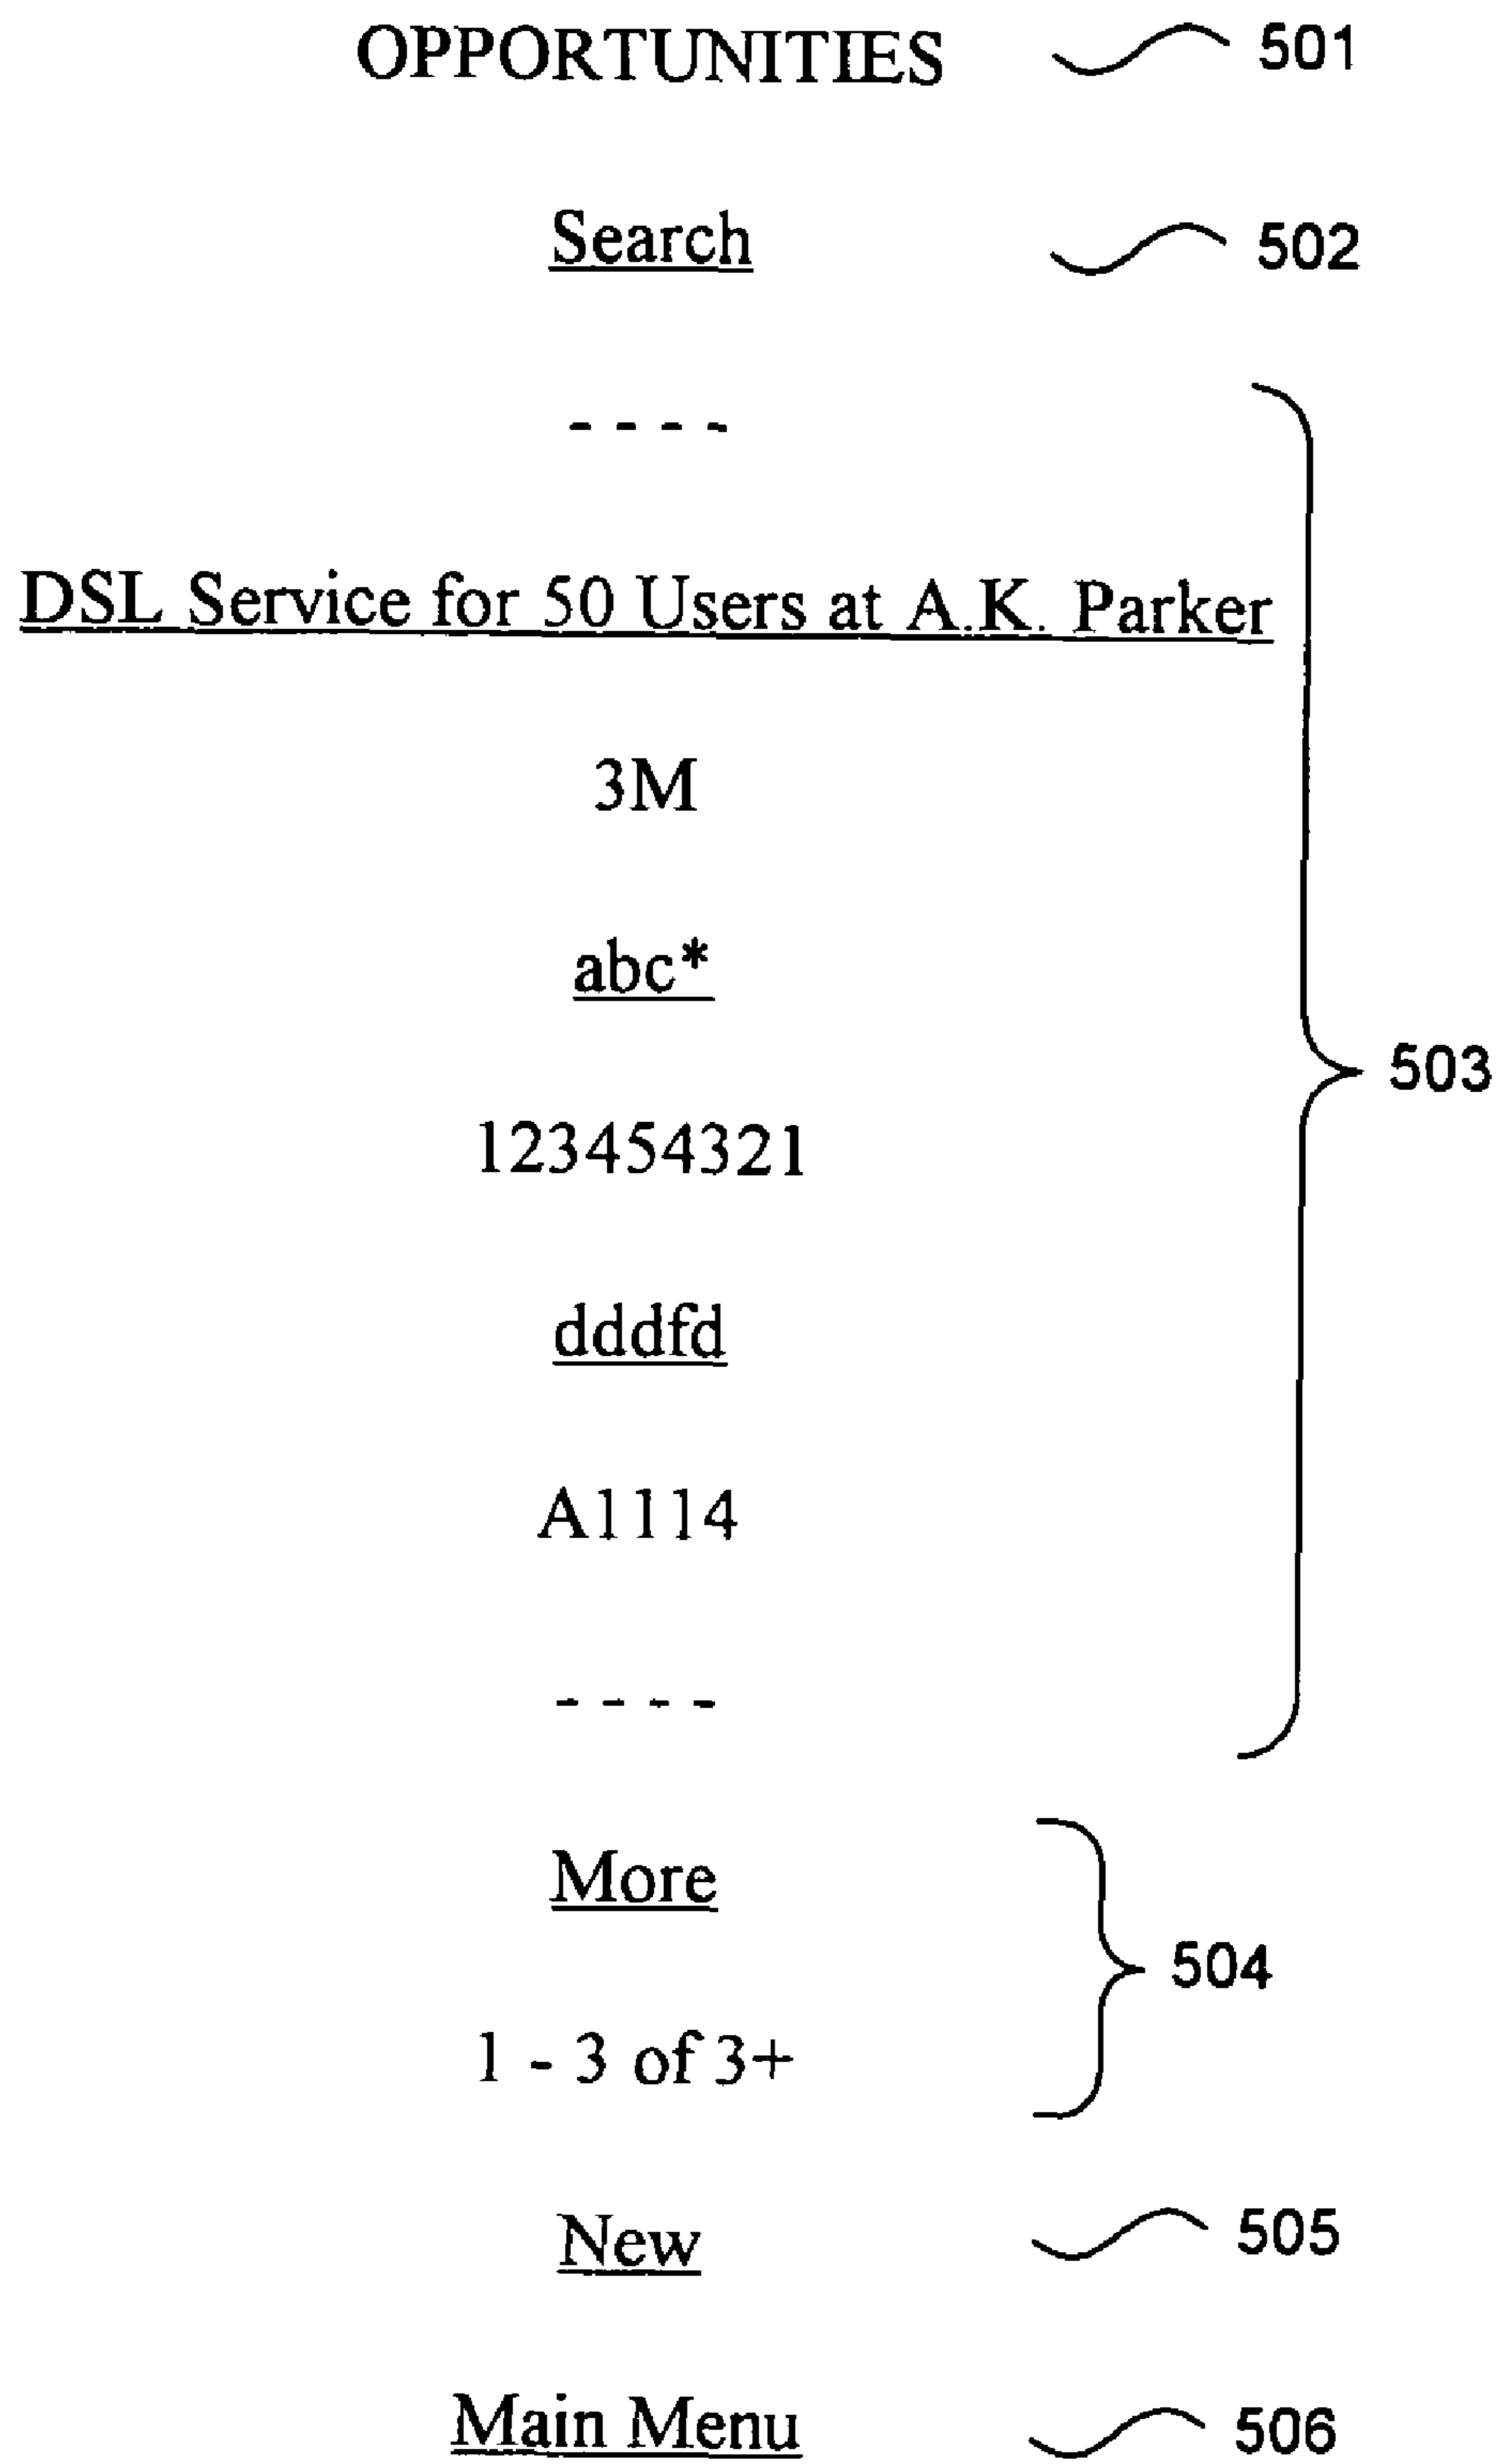 OPPORTUNITIES 501
Search 502
- - - -
DSL Service for 50 Users at A.K. Parker
3M
abc*
503
123454321
dddfd
A1114
- - - -
More
504
1 - 3 of 3+
New 505
Main Menu 506